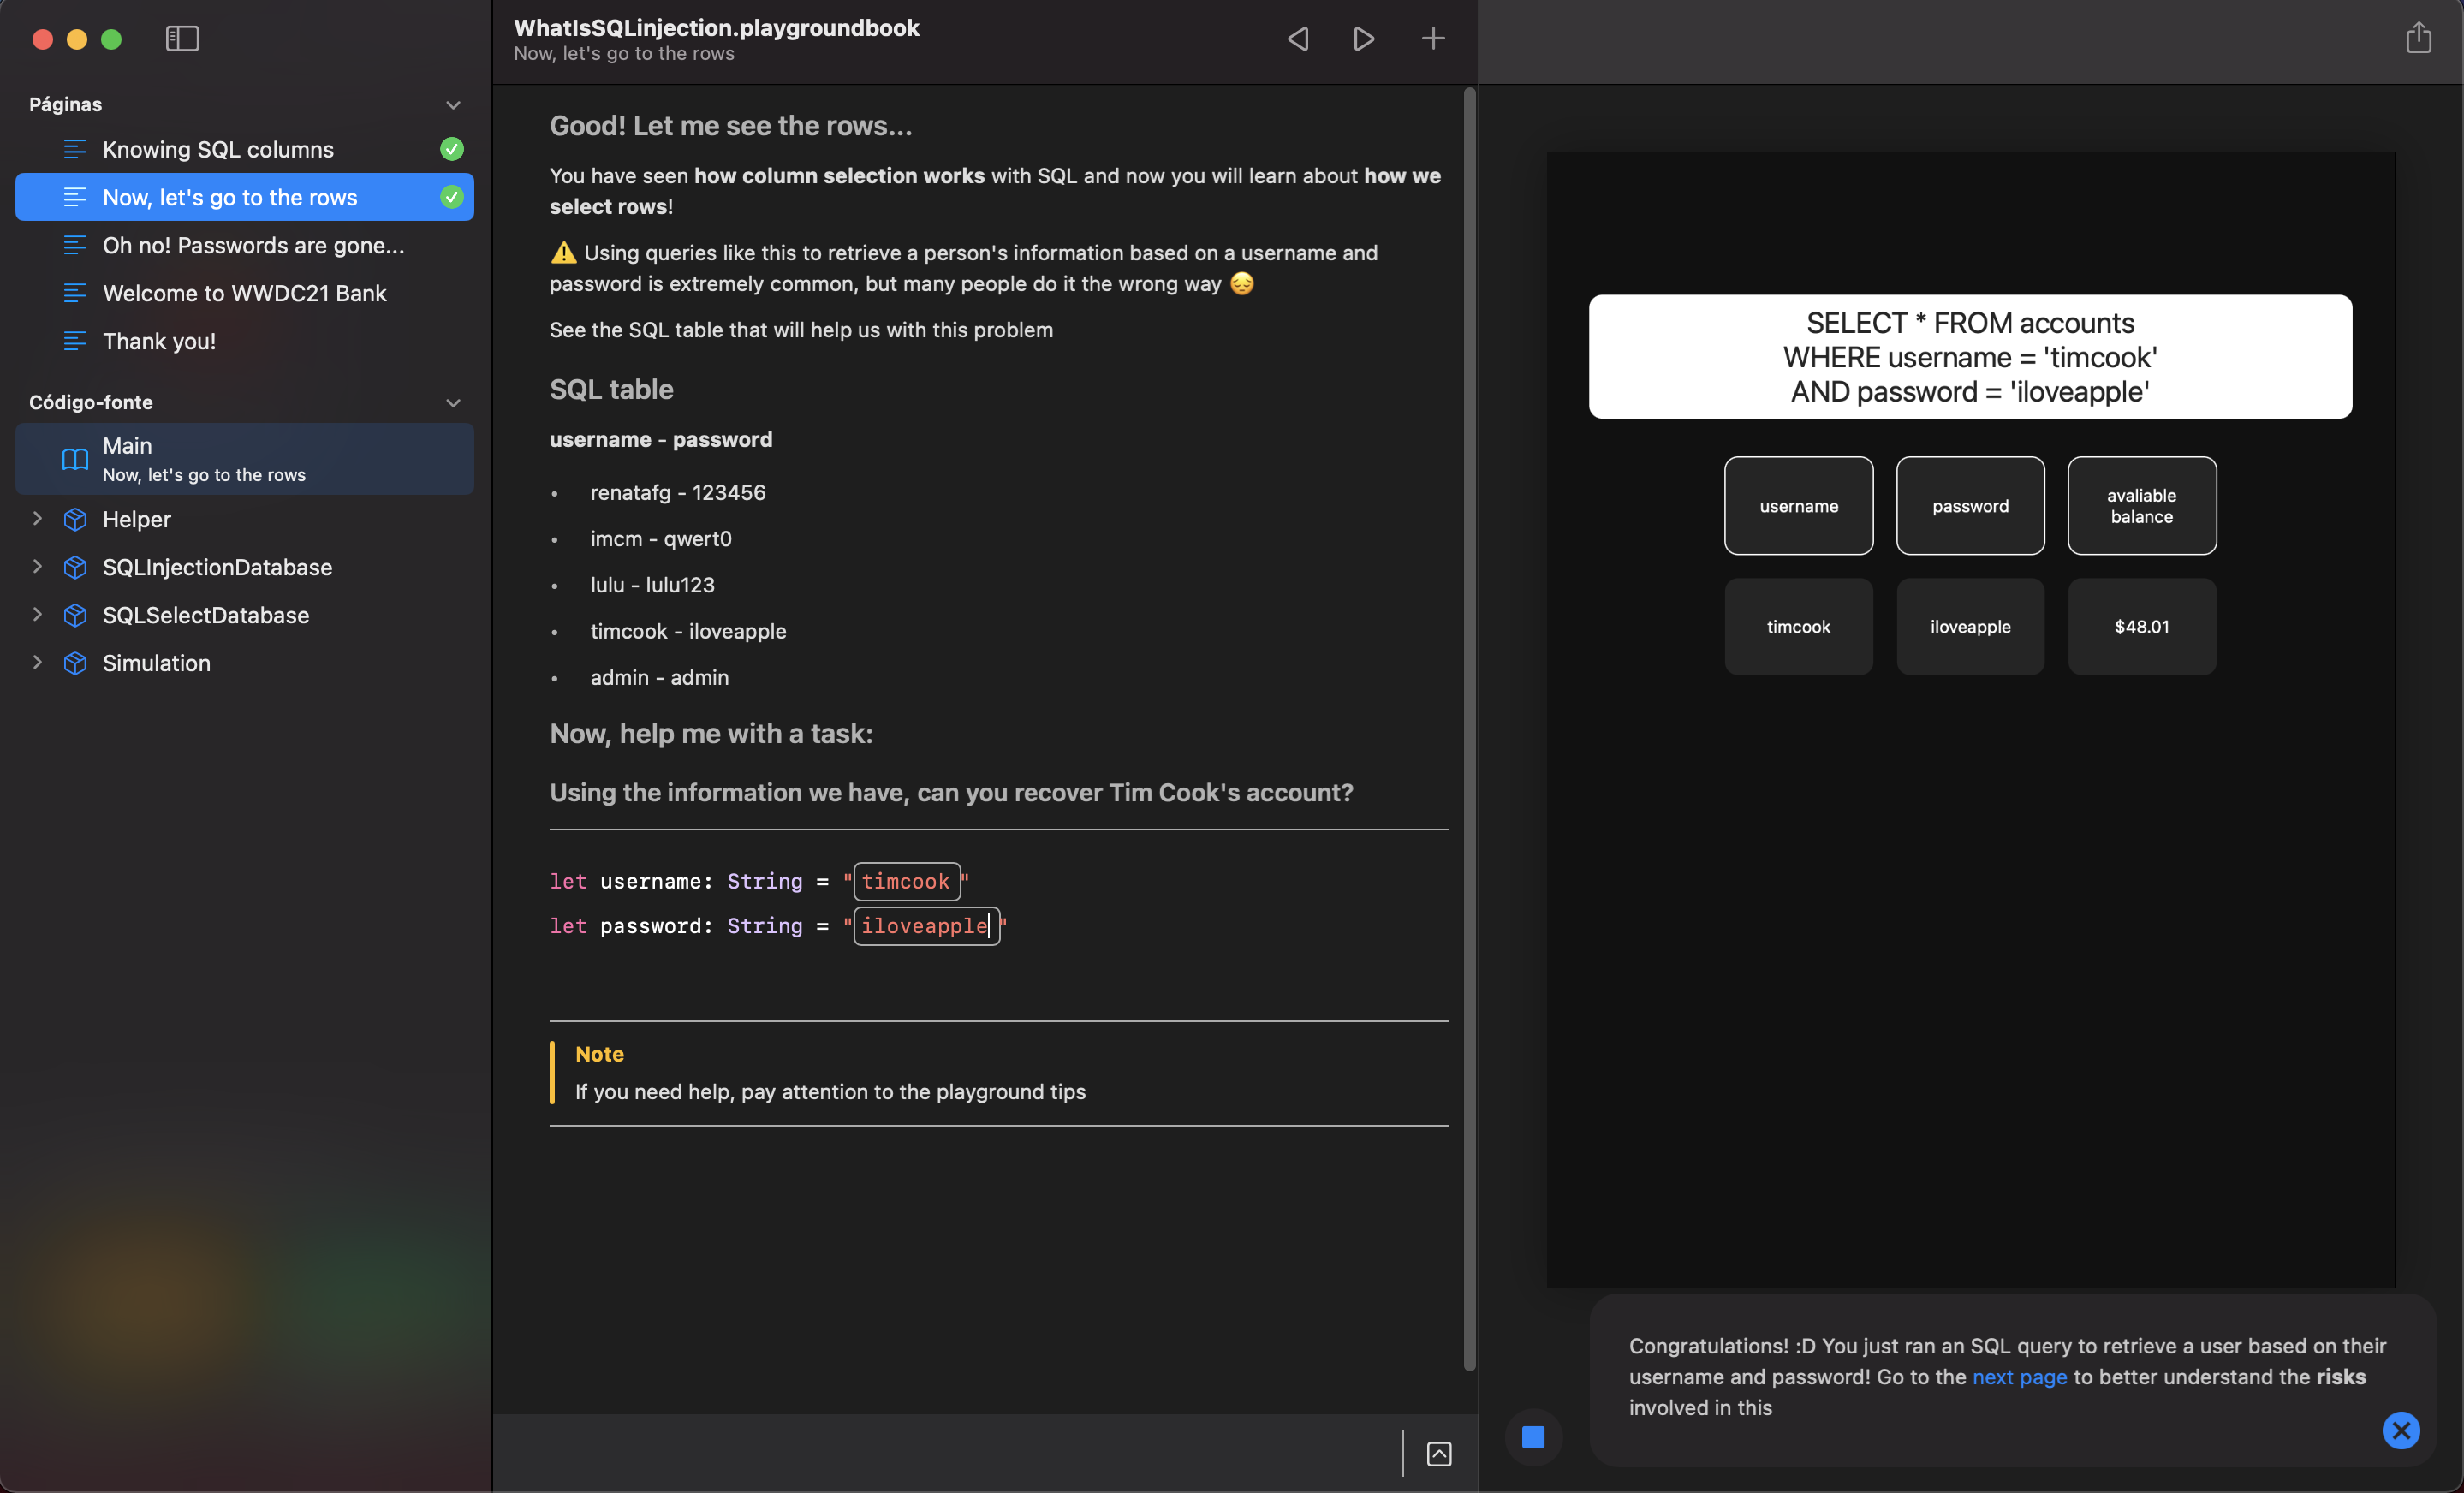 WhatIsSQLinjection.playgroundbook
Now, let's go to the rows
Páginas
Knowing SQL columns
Now, let's go to the rows
Oh no! Passwords are gone...
Welcome to WWDC21 Bank
Thank you!
Código-fonte
Main
Now, let's go to the rows
Helper
SQLInjectionDatabase
SQLSelectDatabase
Simulation
Good! Let me see the rows...
You have seen how column selection works with SQL and now you will learn about how we
select rows!
⚠️ Using queries like this to retrieve a person's information based on a username and
password is extremely common, but many people do it the wrong way 😔
See the SQL table that will help us with this problem
SQL table
username - password
• renatafg - 123456
• imcm - qwert0
• lulu - lulu123
• timcook - iloveapple
• admin - admin
Now, help me with a task:
Using the information we have, can you recover Tim Cook's account?
let username: String = "timcook"
let password: String = "iloveapple"
Note
If you need help, pay attention to the playground tips
SELECT * FROM accounts
WHERE username = 'timcook'
AND password = 'iloveapple'
username password avaliable
balance
timcook iloveapple $48.01
Congratulations! :D You just ran an SQL query to retrieve a user based on their
username and password! Go to the next page to better understand the risks
involved in this